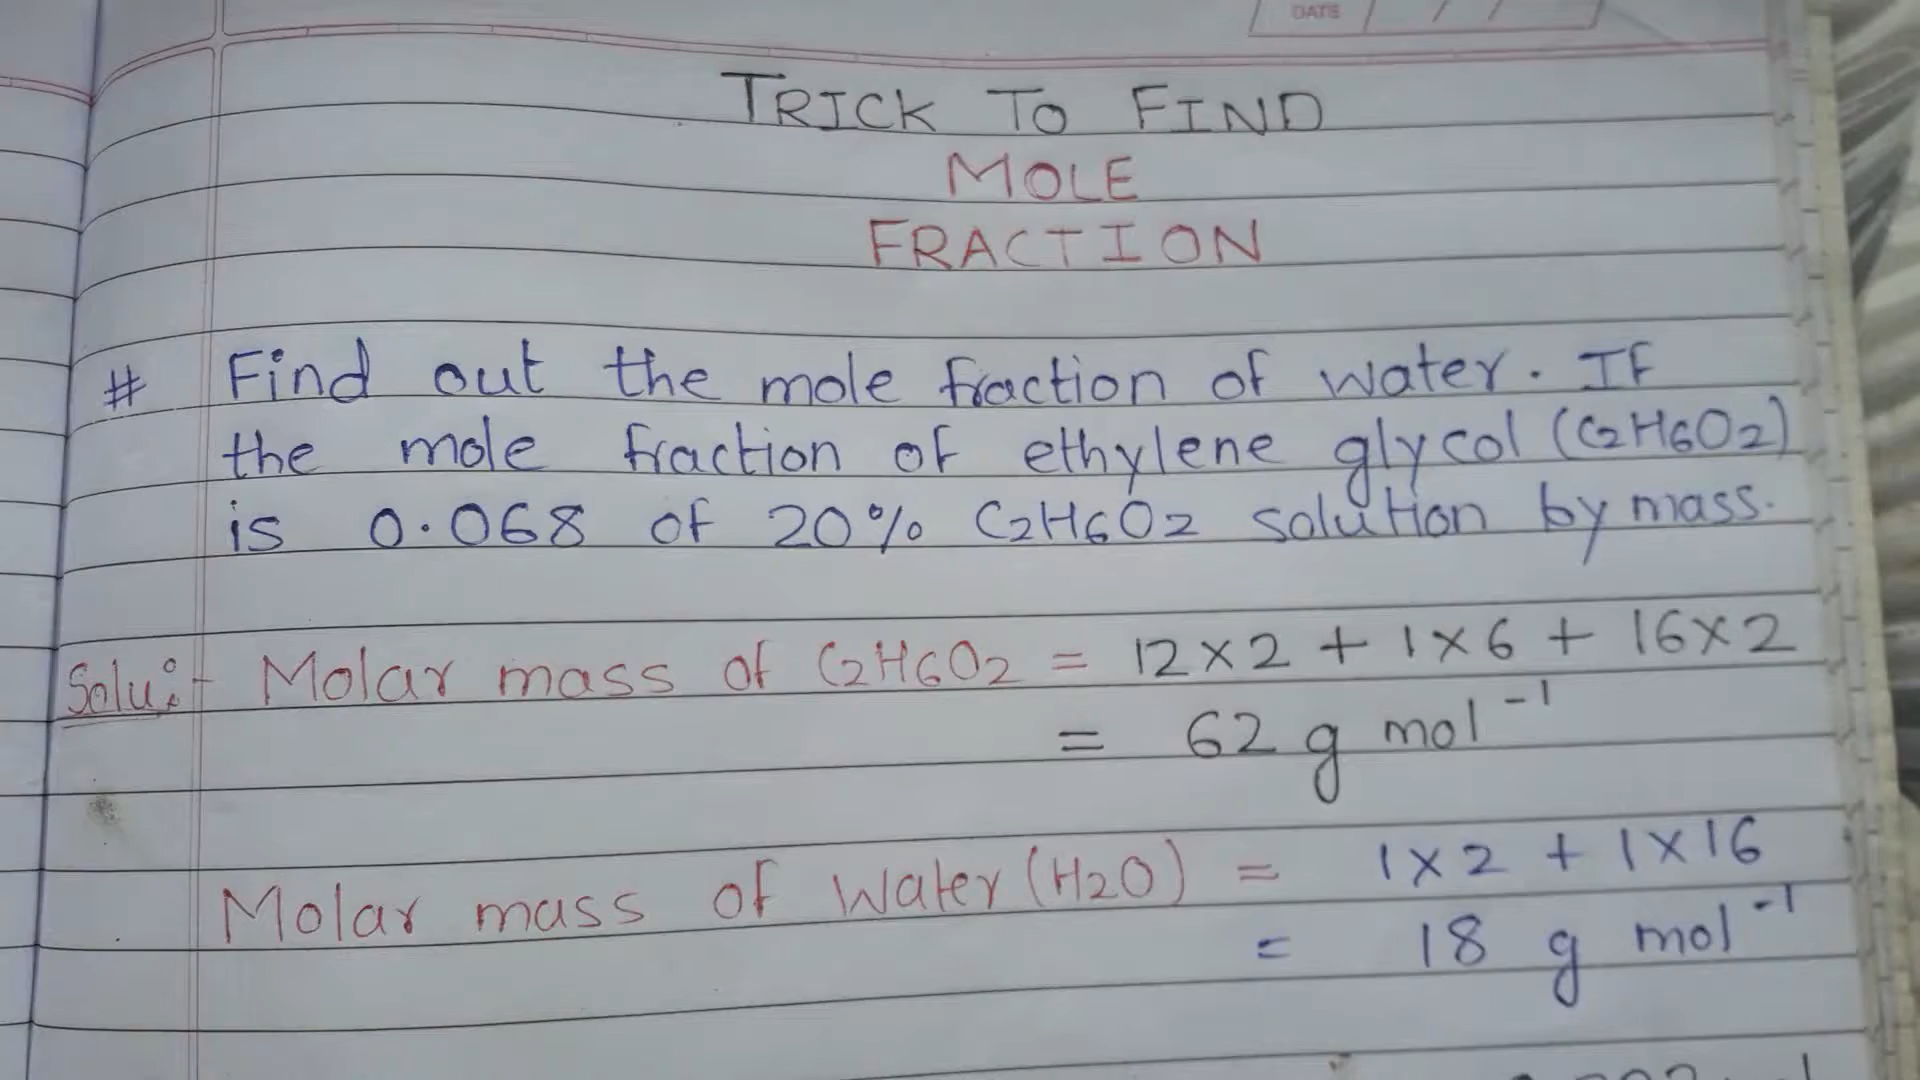 DATE / /
TRICK TO FIND
MOLE
FRACTION
# Find out the mole fraction of water. If
the mole fraction of ethylene glycol (C2H6O2)
is 0.068 of 20% C2H6O2 solution by mass.
Solu:- Molar mass of C2H6O2 = 12×2 + 1×6 + 16×2
= 62 g mol⁻¹
Molar mass of Water (H2O) = 1×2 + 1×16
= 18 g mol⁻¹